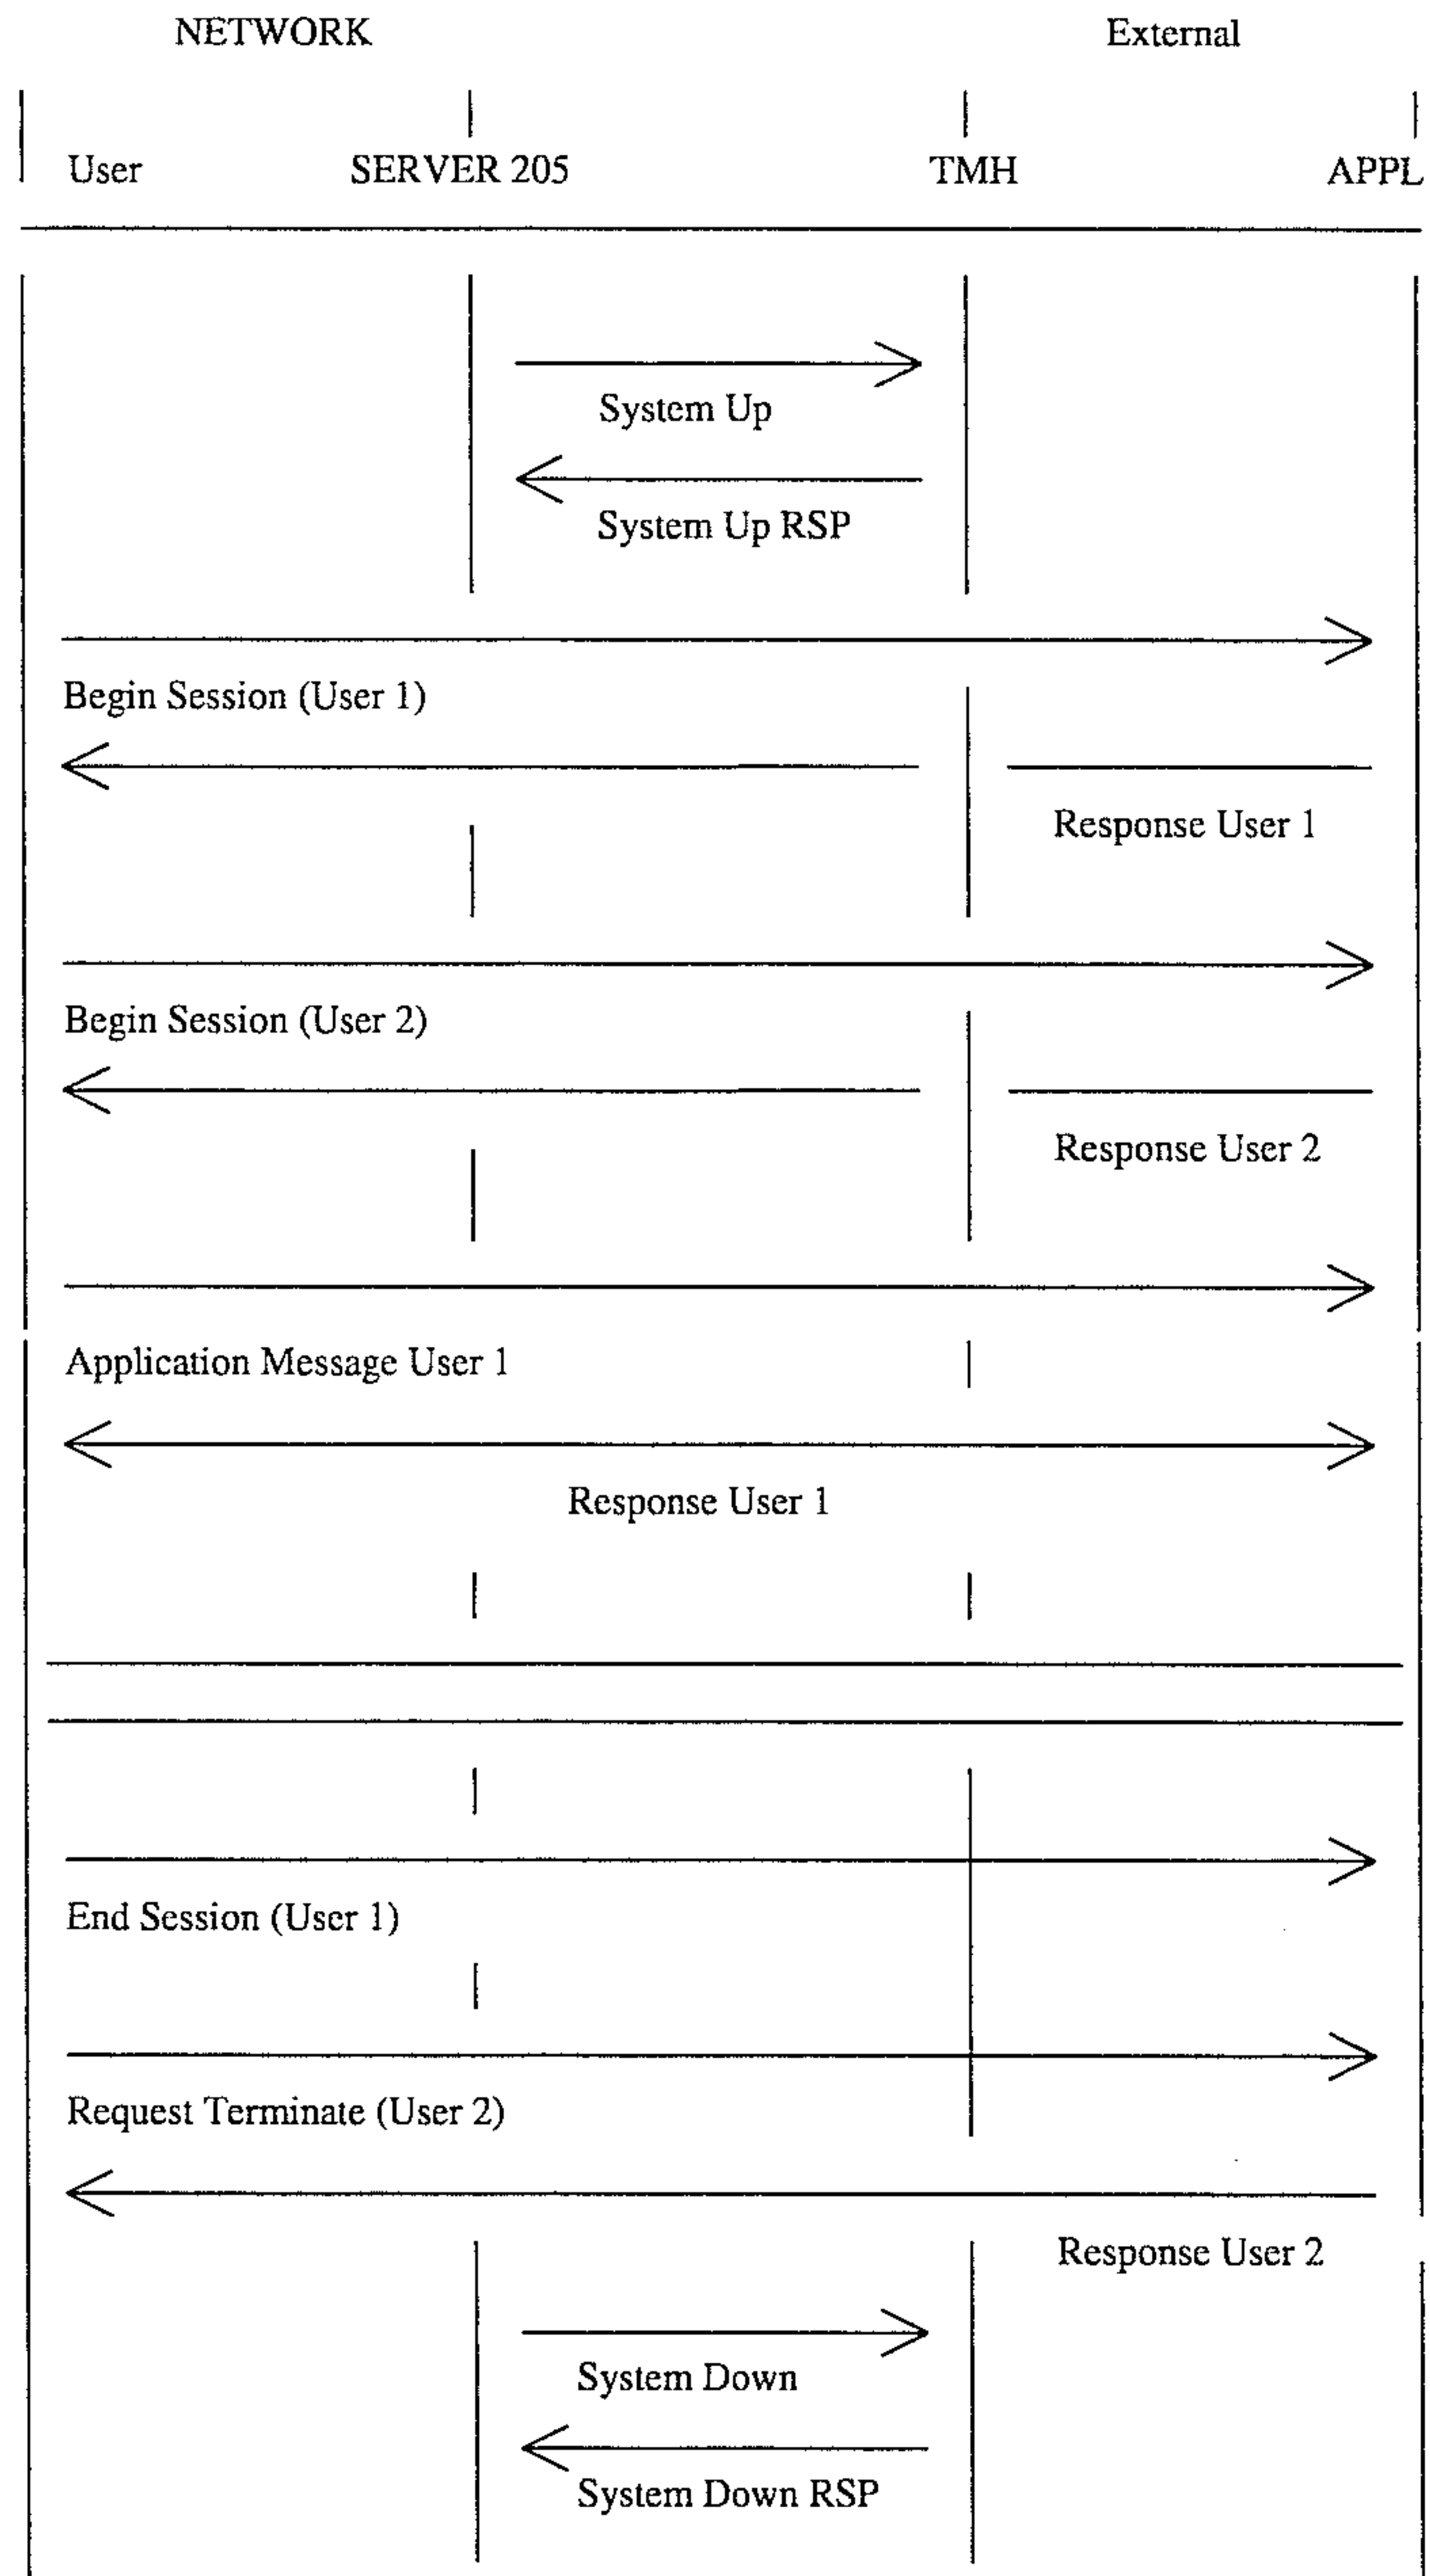 NETWORK External
User SERVER 205 TMH APPL
System Up
System Up RSP
Begin Session (User 1)
Response User 1
Begin Session (User 2)
Response User 2
Application Message User 1
Response User 1
End Session (User 1)
Request Terminate (User 2)
Response User 2
System Down
System Down RSP